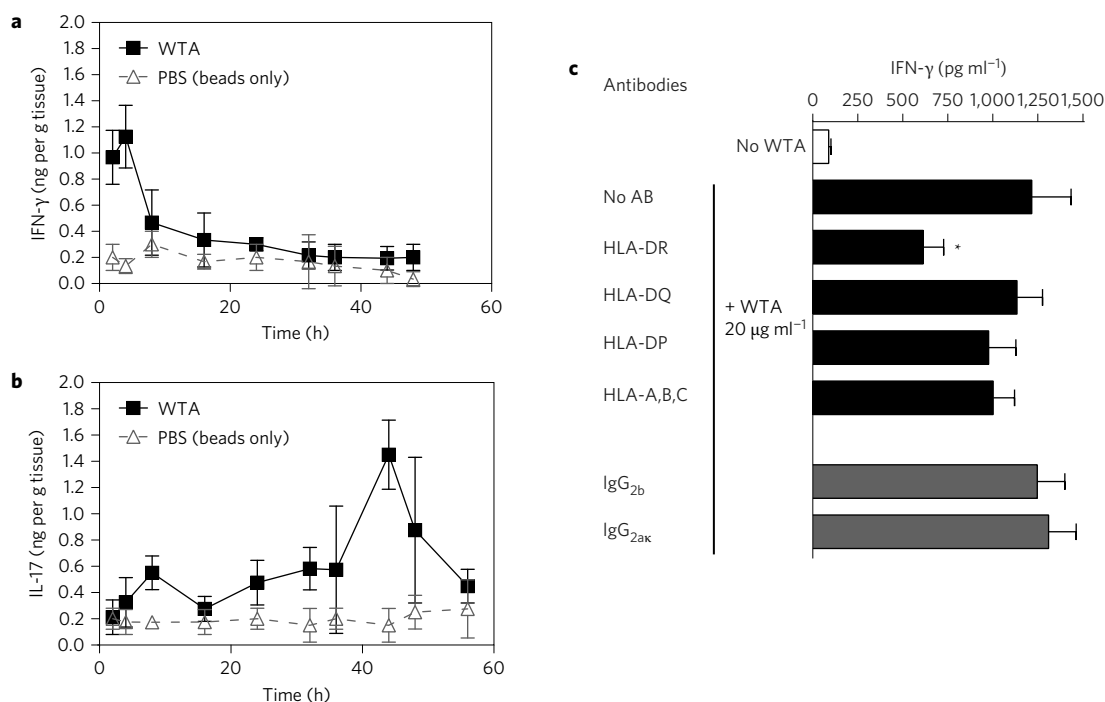 a
2.0
1.8
1.6
1.4
1.2
1.0
0.8
0.6
0.4
0.2
0.0
IFN-γ (ng per g tissue)
WTA
PBS (beads only)
0 20 40 60
Time (h)
b
2.0
1.8
1.6
1.4
1.2
1.0
0.8
0.6
0.4
0.2
0.0
IL-17 (ng per g tissue)
WTA
PBS (beads only)
0 20 40 60
Time (h)
c
Antibodies
IFN-γ (pg ml⁻¹)
0 250 500 750 1,000 1,250 1,500
No WTA
No AB
HLA-DR
*
HLA-DQ
HLA-DP
HLA-A,B,C
IgG₂b
IgG₂aκ
+ WTA
20 μg ml⁻¹